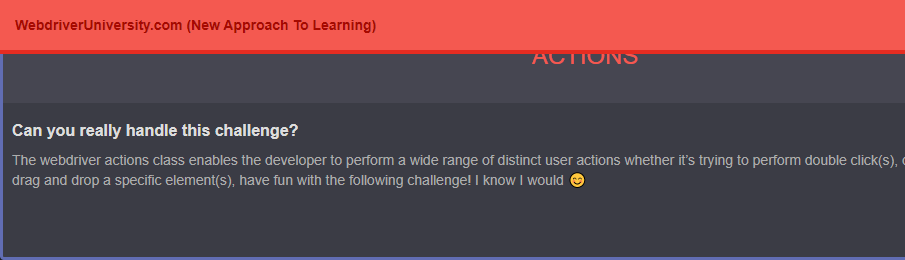 WebdriverUniversity.com (New Approach To Learning)
ACTIONS
Can you really handle this challenge?
The webdriver actions class enables the developer to perform a wide range of distinct user actions whether it's trying to perform double click(s),
drag and drop a specific element(s), have fun with the following challenge! I know I would 😊